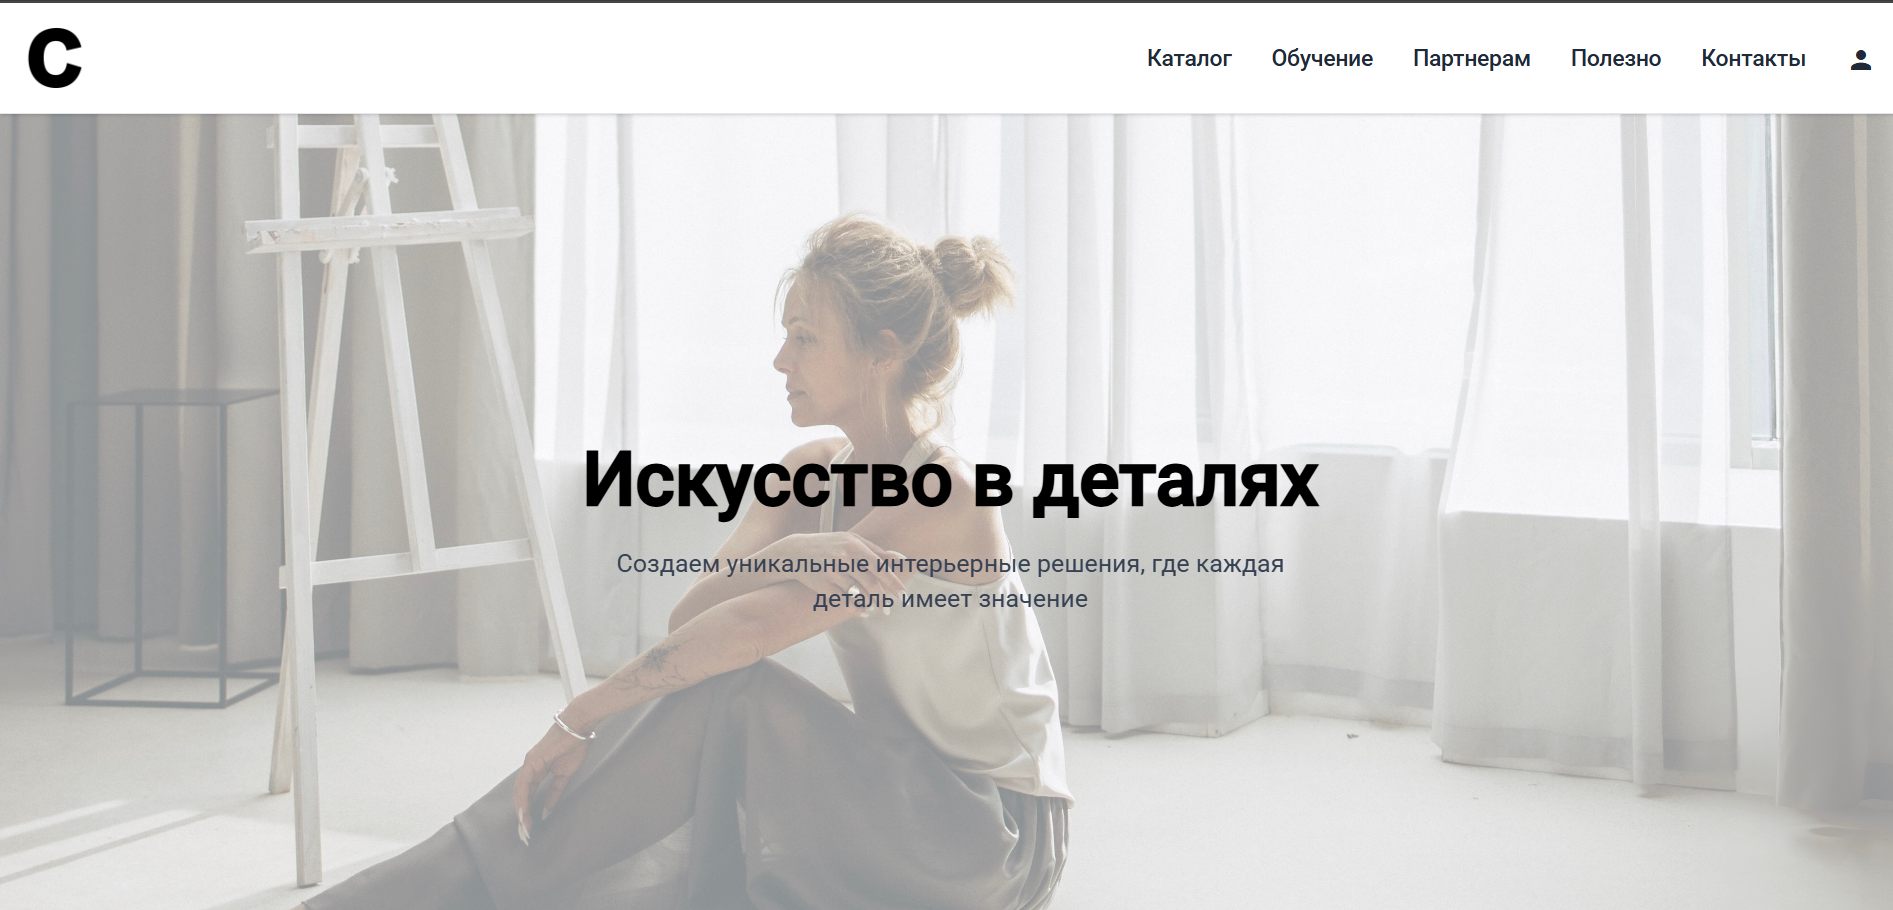 C
Каталог Обучение Партнерам Полезно Контакты
Искусство в деталях
Создаем уникальные интерьерные решения, где каждая
деталь имеет значение